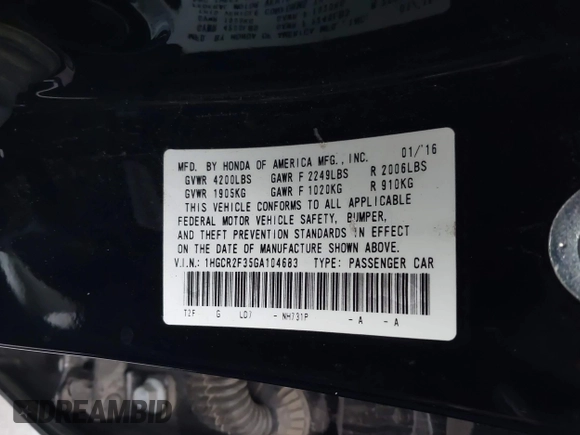 MFD. BY HONDA OF AMERICA MFG., INC. 01/'16
GVWR 4200LBS GAWR F 2249LBS R 2006LBS
GVWR 1905KG GAWR F 1020KG R 910KG
THIS VEHICLE CONFORMS TO ALL APPLICABLE
FEDERAL MOTOR VEHICLE SAFETY, BUMPER,
AND THEFT PREVENTION STANDARDS IN EFFECT
ON THE DATE OF MANUFACTURE SHOWN ABOVE.
V.I.N.: 1HGCR2F35GA104683 TYPE: PASSENGER CAR
T2F G LD7 - NH731P - A - A
DREAMBID